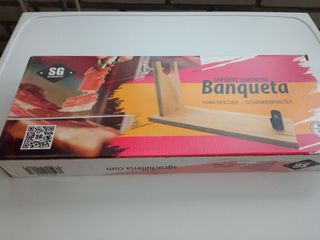 SG
SOPORTE JAMONERO
Banqueta
HAM HOLDER - SCHINKENHALTER
sgcuchilleria.com
SG